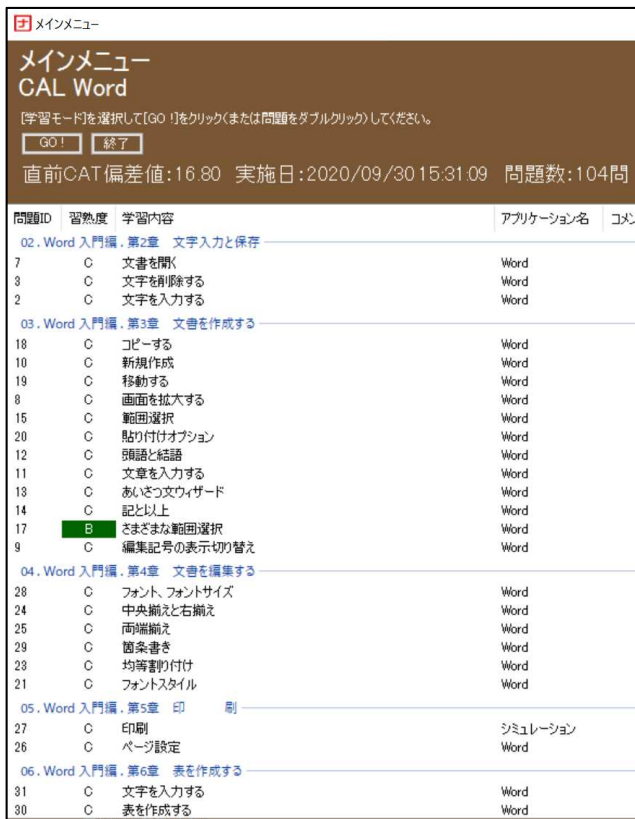 ナ メインメニュー
メインメニュー
CAL Word
[学習モード]を選択して[GO !]をクリック(または問題をダブルクリック)してください。
GO! 終了
直前CAT偏差値:16.80 実施日:2020/09/30 15:31:09 問題数:104問
問題ID 習熟度 学習内容 アプリケーション名 コメン
02.Word 入門編.第2章 文字入力と保存
7 C 文書を開く Word
3 C 文字を削除する Word
2 C 文字を入力する Word
03.Word 入門編.第3章 文書を作成する
18 C コピーする Word
10 C 新規作成 Word
19 C 移動する Word
8 C 画面を拡大する Word
15 C 範囲選択 Word
20 C 貼り付けオプション Word
12 C 頭語と結語 Word
11 C 文章を入力する Word
13 C あいさつ文ウィザード Word
14 C 記と以上 Word
17 B さまざまな範囲選択 Word
9 C 編集記号の表示切り替え Word
04.Word 入門編.第4章 文書を編集する
28 C フォント、フォントサイズ Word
24 C 中央揃えと右揃え Word
25 C 両端揃え Word
29 C 箇条書き Word
23 C 均等割り付け Word
21 C フォントスタイル Word
05.Word 入門編.第5章 印 刷
27 C 印刷 シミュレーション
26 C ページ設定 Word
06.Word 入門編.第6章 表を作成する
31 C 文字を入力する Word
30 C 表を作成する Word